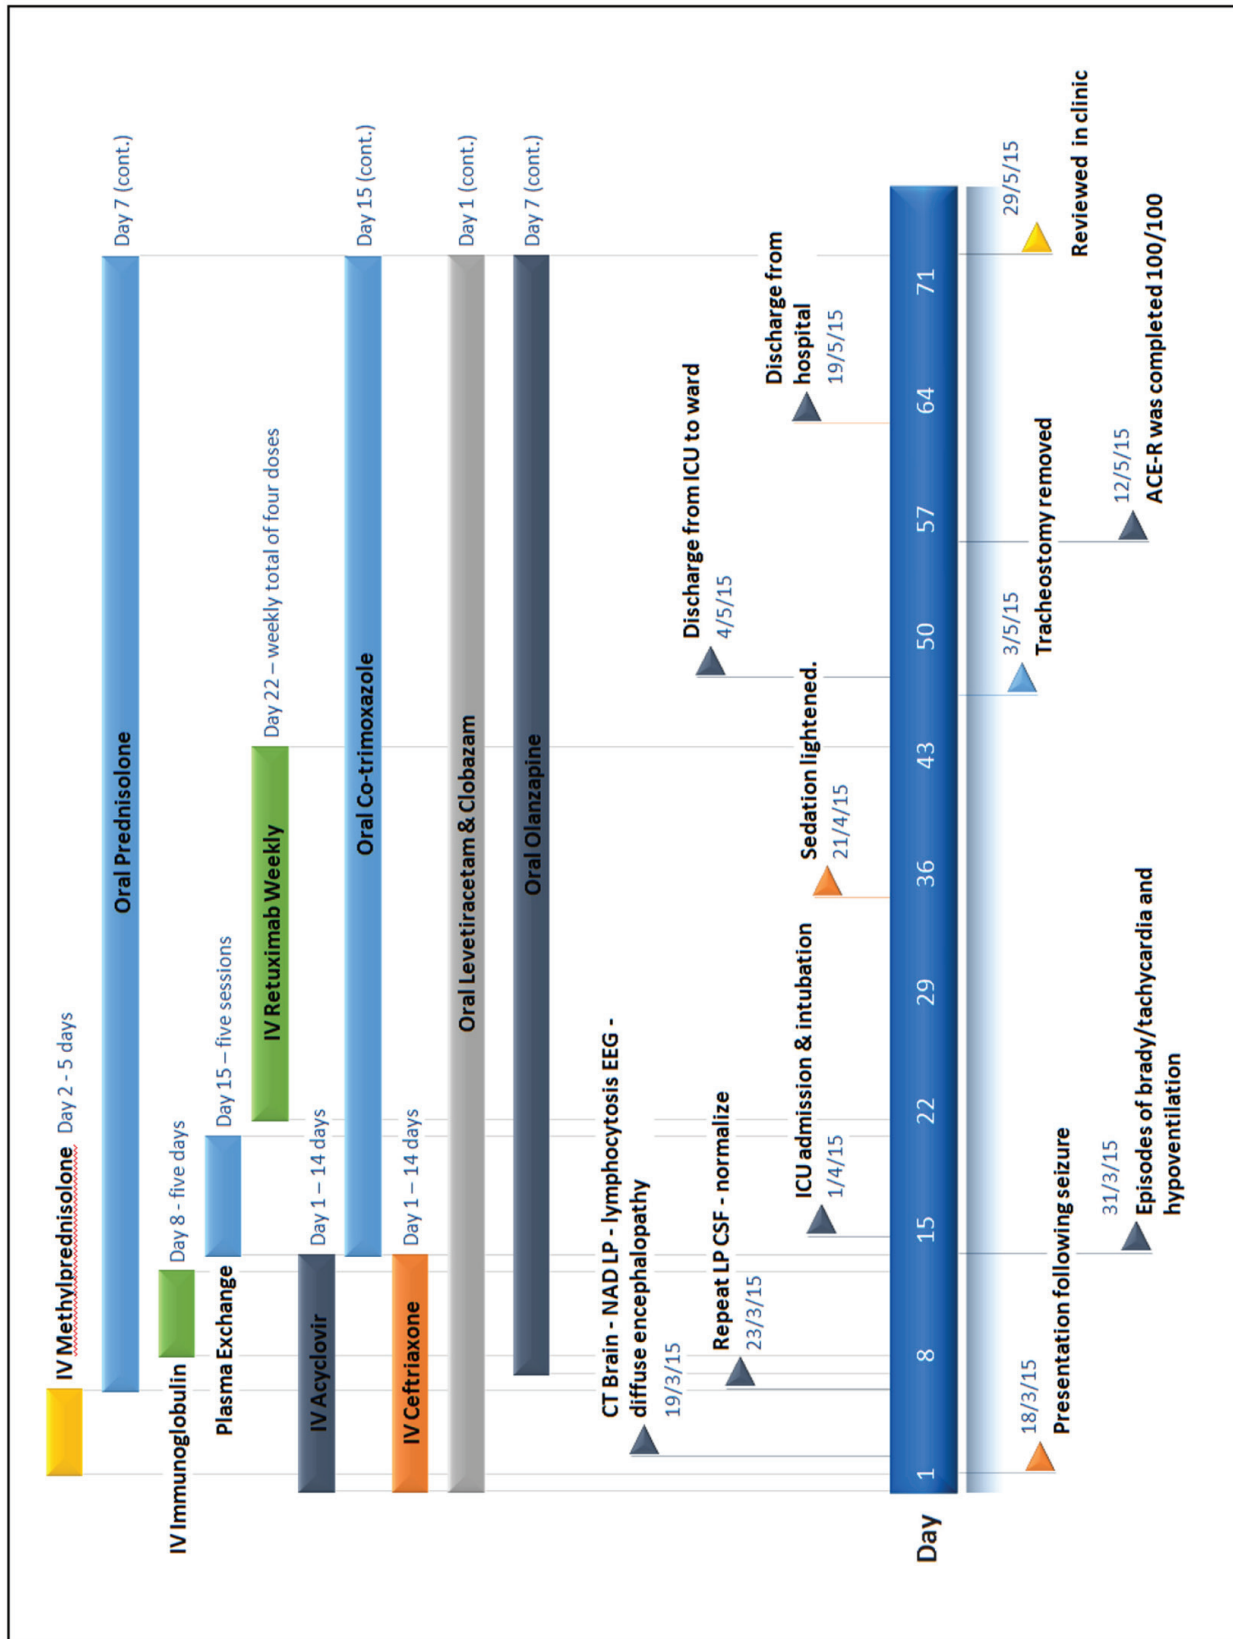 IV Methylprednisolone Day 2 - 5 days
Oral Prednisolone
Day 7 (cont.)
IV Immunoglobulin
Day 8 - five days
Plasma Exchange
Day 15 – five sessions
IV Retuximab Weekly
Day 22 – weekly total of four doses
IV Acyclovir
Day 1 – 14 days
Oral Co-trimoxazole
Day 15 (cont.)
IV Ceftriaxone
Day 1 – 14 days
Oral Levetiracetam & Clobazam
Day 1 (cont.)
Oral Olanzapine
Day 7 (cont.)
CT Brain - NAD LP - lymphocytosis EEG -
diffuse encephalopathy
19/3/15
Repeat LP CSF - normalize
23/3/15
ICU admission & intubation
1/4/15
Sedation lightened.
21/4/15
Discharge from ICU to ward
4/5/15
Discharge from
hospital
19/5/15
Day
1 8 15 22 29 36 43 50 57 64 71
18/3/15
Presentation following seizure
31/3/15
Episodes of brady/tachycardia and
hypoventilation
3/5/15
Tracheostomy removed
12/5/15
ACE-R was completed 100/100
29/5/15
Reviewed in clinic